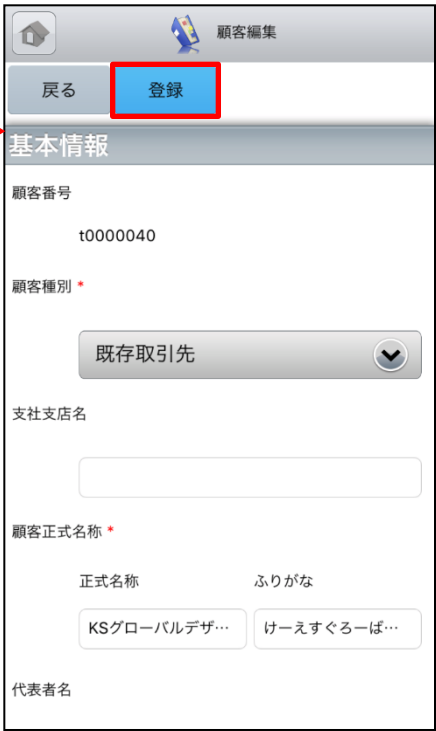 顧客編集
戻る 登録
基本情報
顧客番号
t0000040
顧客種別 *
既存取引先
支社支店名
顧客正式名称 *
正式名称 ふりがな
KSグローバルデザ… けーえすぐろーば…
代表者名